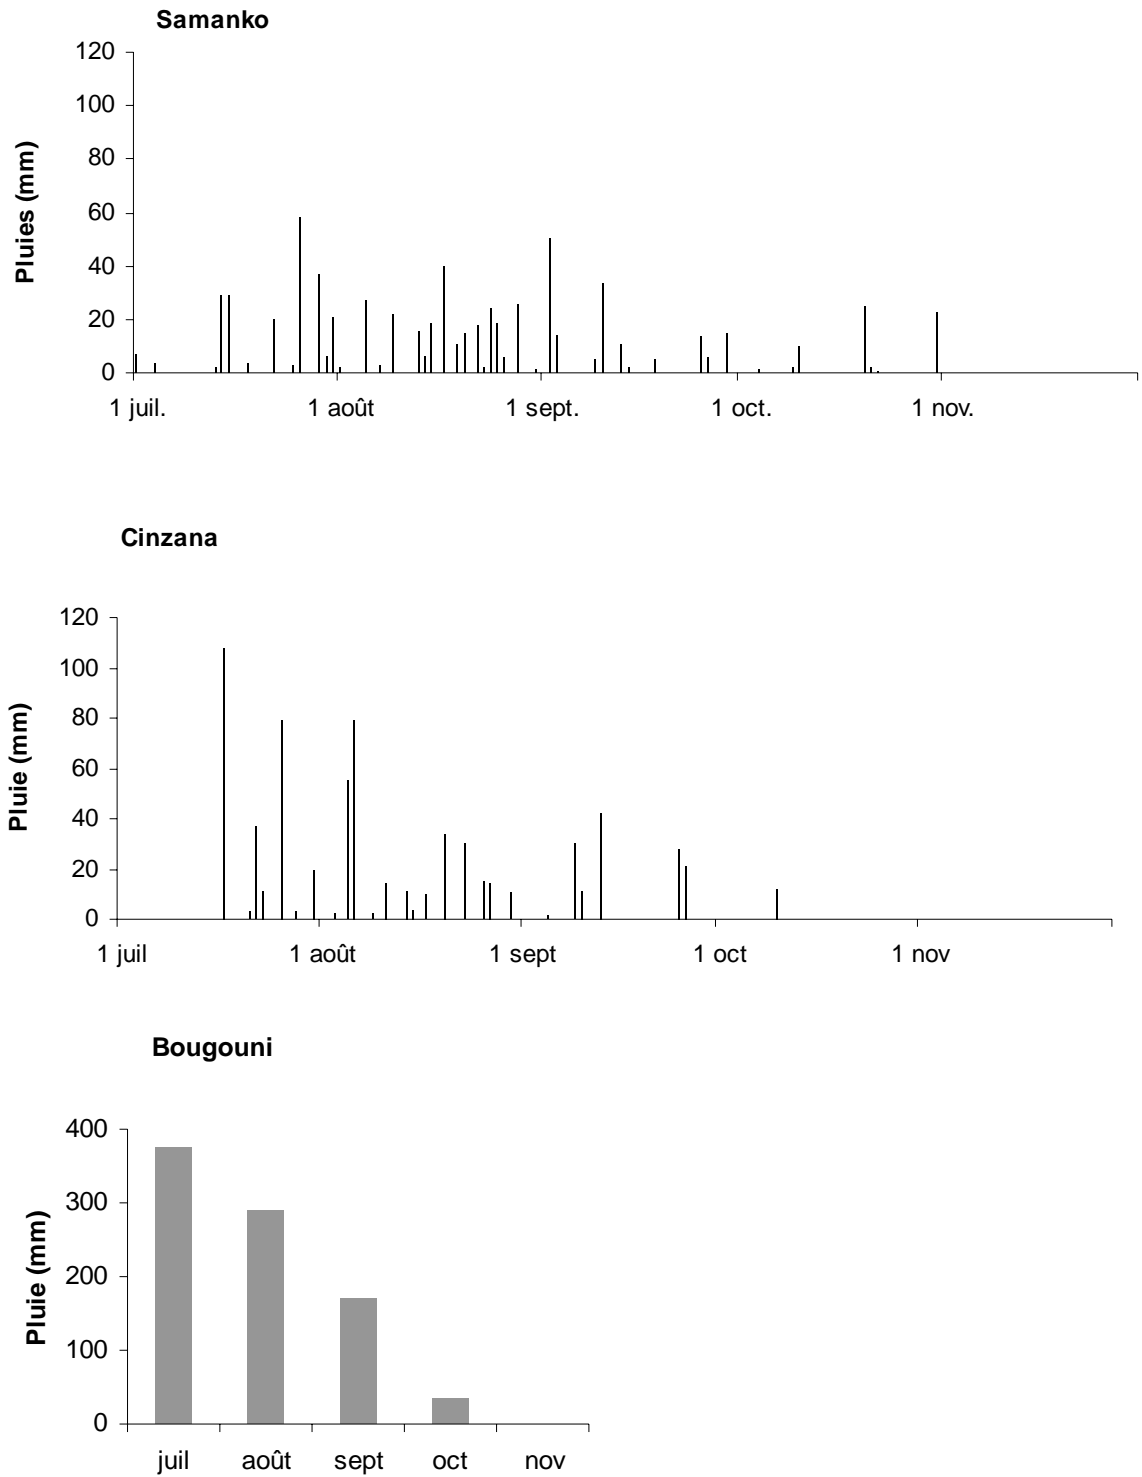 Samanko
Pluies (mm)
120
100
80
60
40
20
0
1 juil.
1 août
1 sept.
1 oct.
1 nov.
Cinzana
Pluie (mm)
120
100
80
60
40
20
0
1 juil
1 août
1 sept
1 oct
1 nov
Bougouni
Pluie (mm)
400
300
200
100
0
juil
août
sept
oct
nov